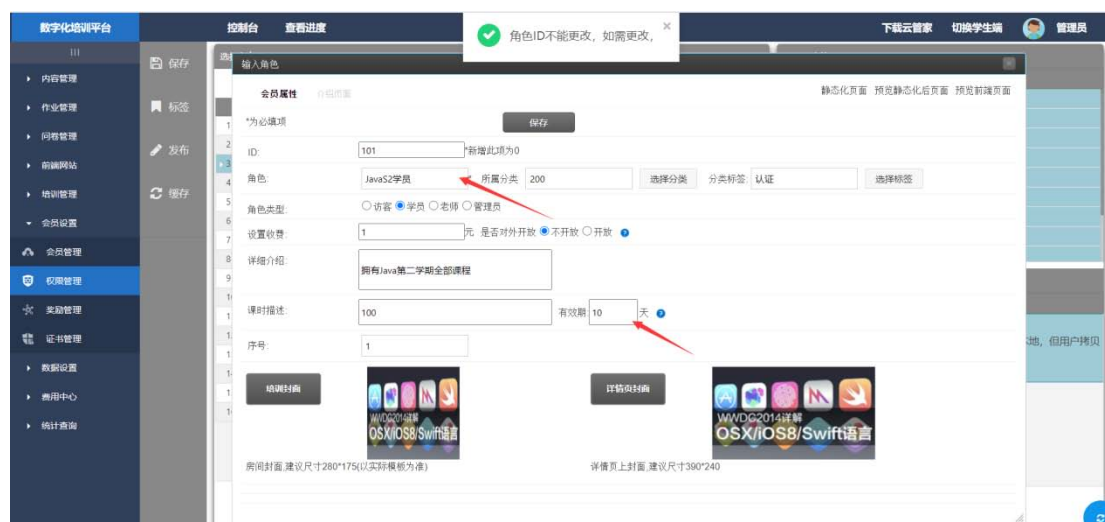 数字化培训平台 控制台 查看进度 下载云管家 切换学生端 管理员
角色ID不能更改，如需更改，
内容管理
作业管理
问卷管理
前端网站
培训管理
会员设置
会员管理
权限管理
奖励管理
证书管理
数据设置
费用中心
统计查询
保存
标签
发布
缓存
输入角色
会员属性 介绍页面 静态化页面 预览静态化后页面 预览前端页面
*为必填项 保存
ID: 101 *新增此项为0
角色: JavaS2学员 * 所属分类 200 选择分类 分类标签: 认证 选择标签
角色类型: 访客 学员 老师 管理员
设置收费: 1 元 是否对外开放 不开放 开放
详细介绍: 拥有Java第二学期全部课程
课时描述: 100 有效期: 10 天
序号: 1
培训封面 详情页封面
WWDG2014详解
OSX/iOS8/Swift语言
WWDG2014详解
OSX/iOS8/Swift语言
房间封面,建议尺寸280*175(以实际模板为准) 详情页上封面,建议尺寸390*240
地，但用户拷贝